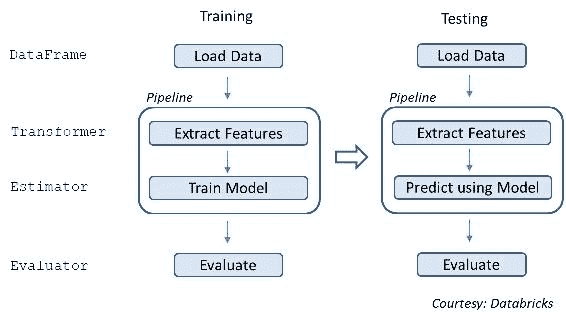 Training
Testing
DataFrame
Load Data
Load Data
Pipeline
Pipeline
Transformer
Extract Features
Extract Features
Estimator
Train Model
Predict using Model
Evaluator
Evaluate
Evaluate
Courtesy: Databricks